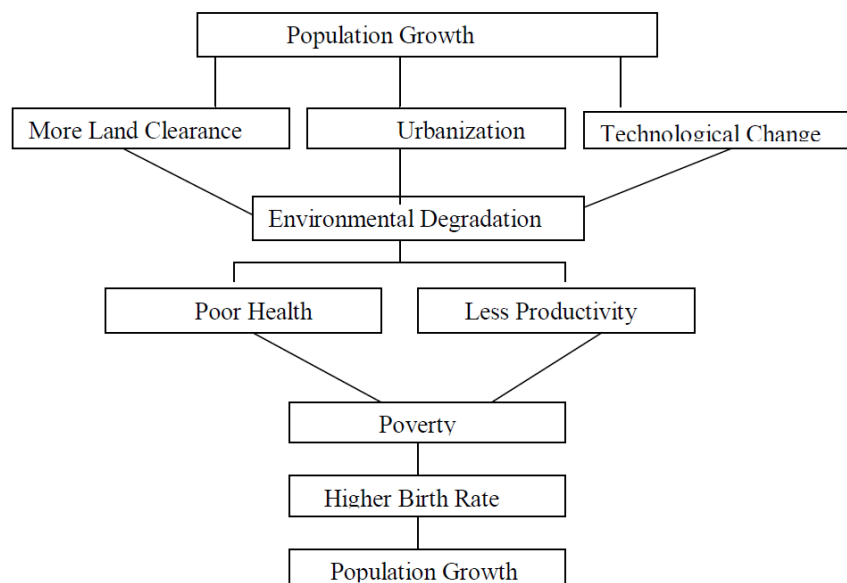 Population Growth
More Land Clearance
Urbanization
Technological Change
Environmental Degradation
Poor Health
Less Productivity
Poverty
Higher Birth Rate
Population Growth